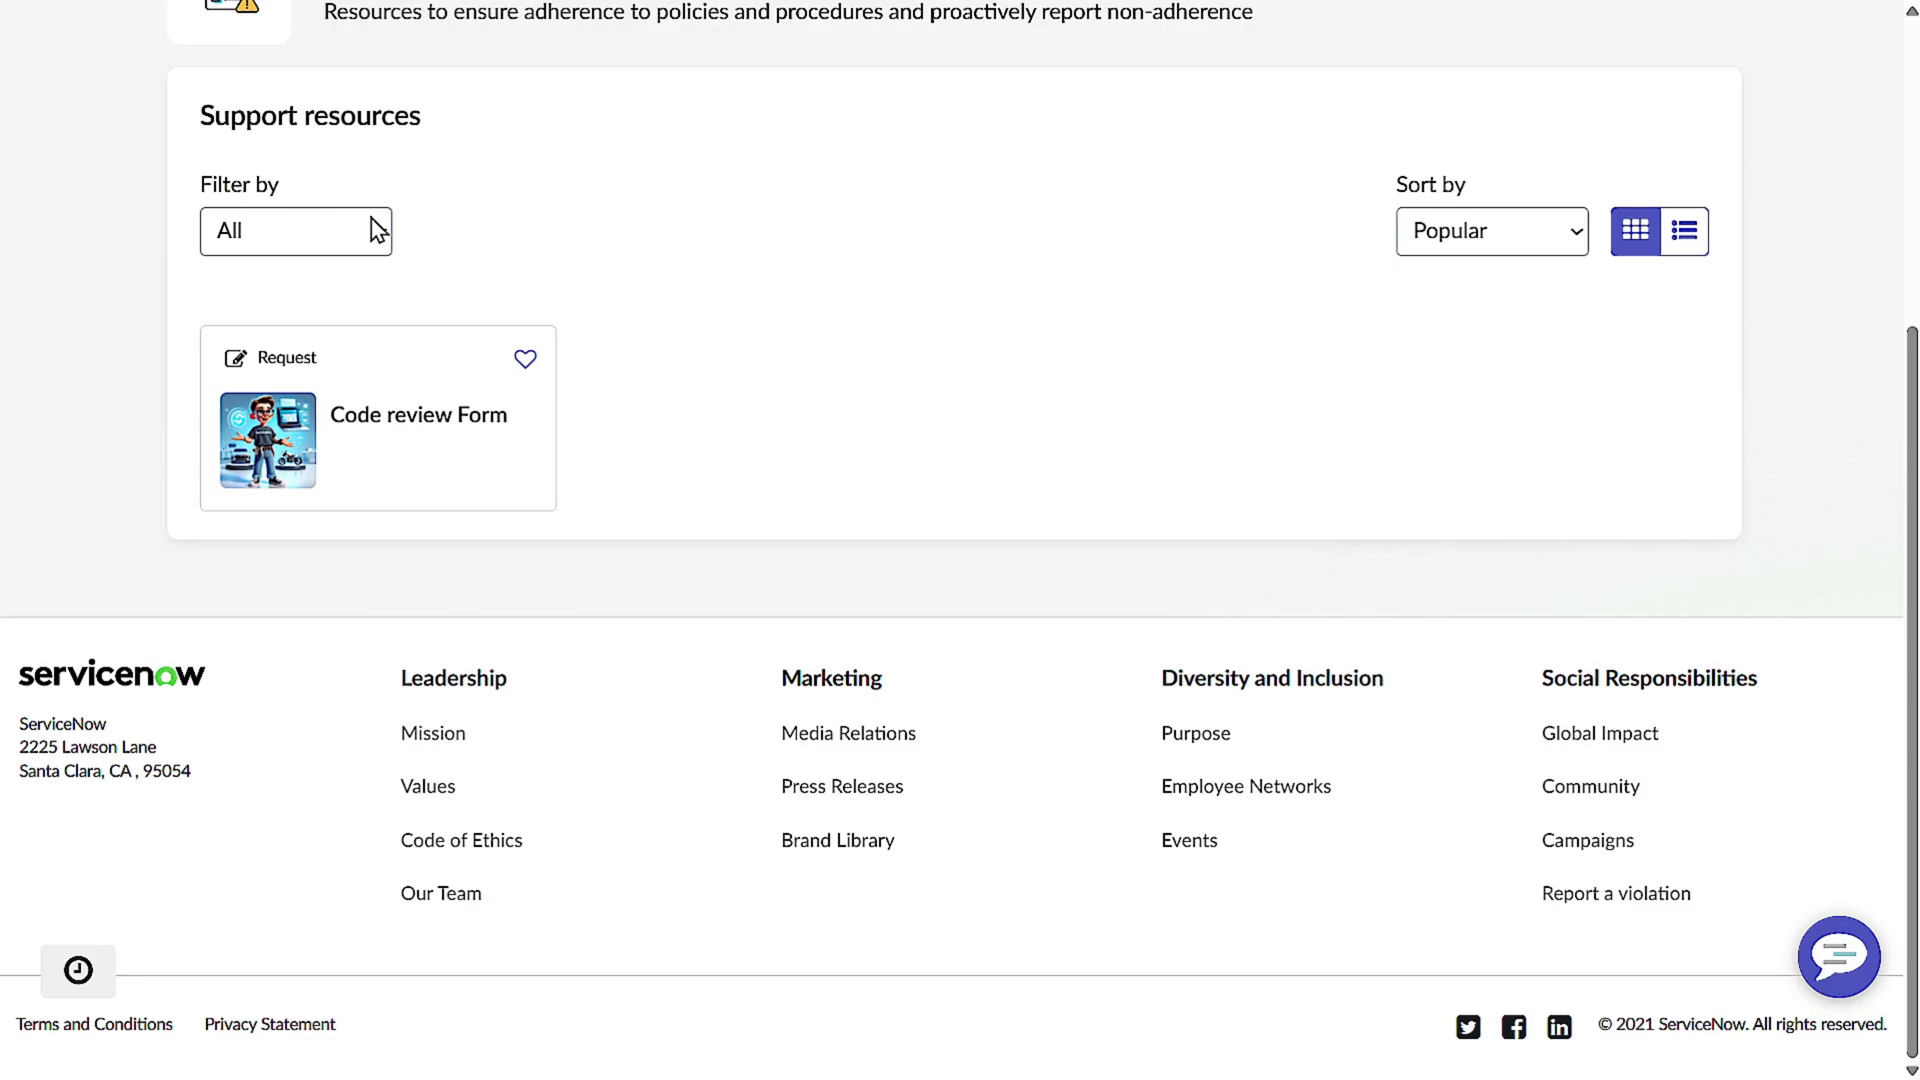 Resources to ensure adherence to policies and procedures and proactively report non-adherence
Support resources
Filter by
All
Sort by
Popular
Request
Code review Form
servicenow
ServiceNow
2225 Lawson Lane
Santa Clara, CA , 95054
Leadership
Mission
Values
Code of Ethics
Our Team
Marketing
Media Relations
Press Releases
Brand Library
Diversity and Inclusion
Purpose
Employee Networks
Events
Social Responsibilities
Global Impact
Community
Campaigns
Report a violation
Terms and Conditions
Privacy Statement
© 2021 ServiceNow. All rights reserved.